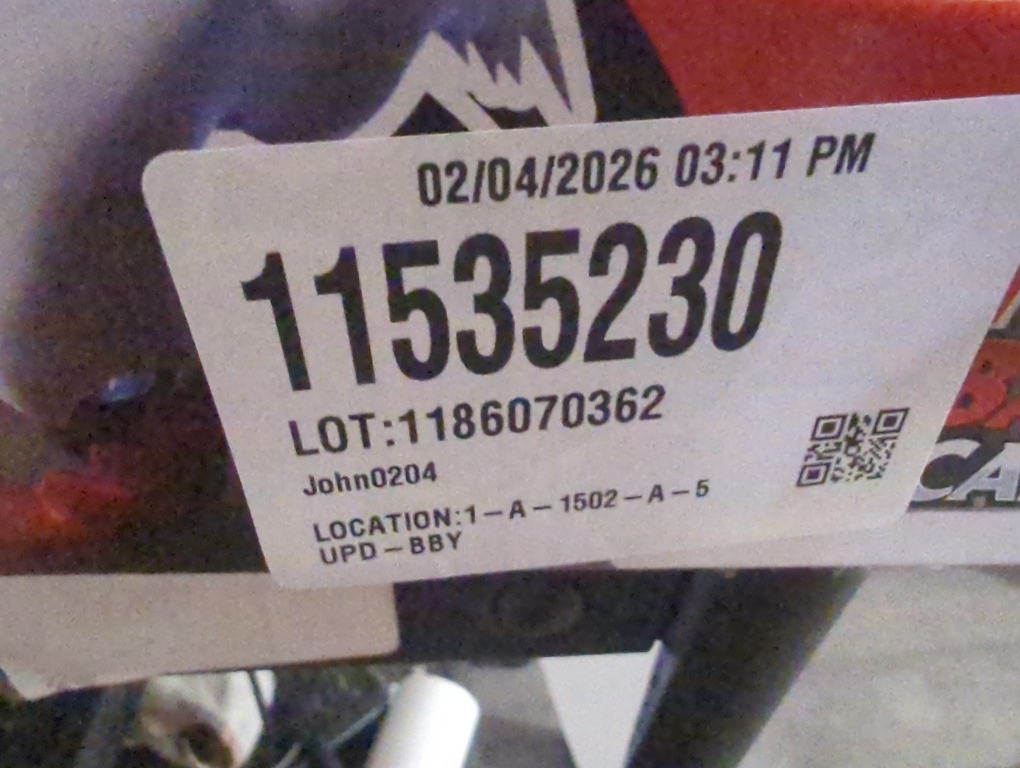 02/04/2026 03:11 PM
11535230
LOT:1186070362
John0204
LOCATION:1-A-1502-A-5
UPD-BBY